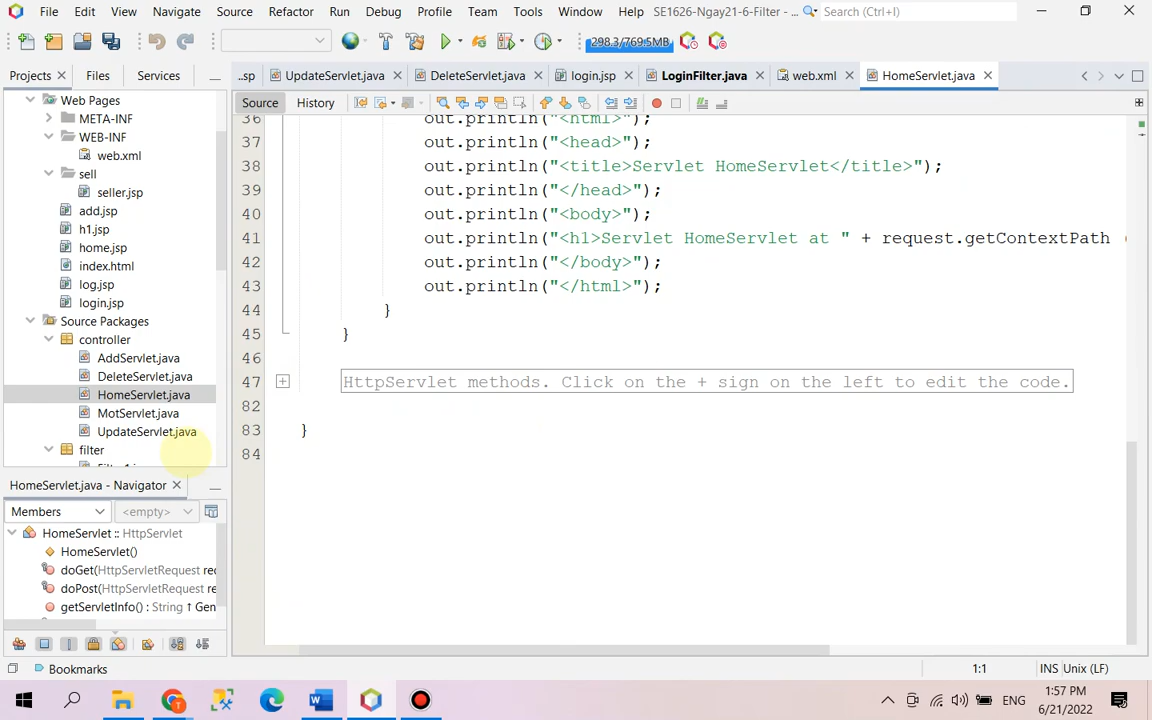 File Edit View Navigate Source Refactor Run Debug Profile Team Tools Window Help SE1626-Ngay21-6-Filter - ... Search (Ctrl+I)
298.3/769.5MB
Projects Files Services ...sp UpdateServlet.java DeleteServlet.java login.jsp LoginFilter.java web.xml HomeServlet.java
Source History
Web Pages
META-INF
WEB-INF
web.xml
sell
seller.jsp
add.jsp
h1.jsp
home.jsp
index.html
log.jsp
login.jsp
Source Packages
controller
AddServlet.java
DeleteServlet.java
HomeServlet.java
MotServlet.java
UpdateServlet.java
filter
36 out.println("<html>");
37 out.println("<head>");
38 out.println("<title>Servlet HomeServlet</title>");
39 out.println("</head>");
40 out.println("<body>");
41 out.println("<h1>Servlet HomeServlet at " + request.getContextPath (
42 out.println("</body>");
43 out.println("</html>");
44 }
45 }
46
47 HttpServlet methods. Click on the + sign on the left to edit the code.
82
83 }
84
HomeServlet.java - Navigator
Members <empty>
HomeServlet :: HttpServlet
HomeServlet()
doGet(HttpServletRequest rec
doPost(HttpServletRequest re
getServletInfo() : String ↑ Gen
Bookmarks 1:1 INS Unix (LF)
ENG 1:57 PM
6/21/2022